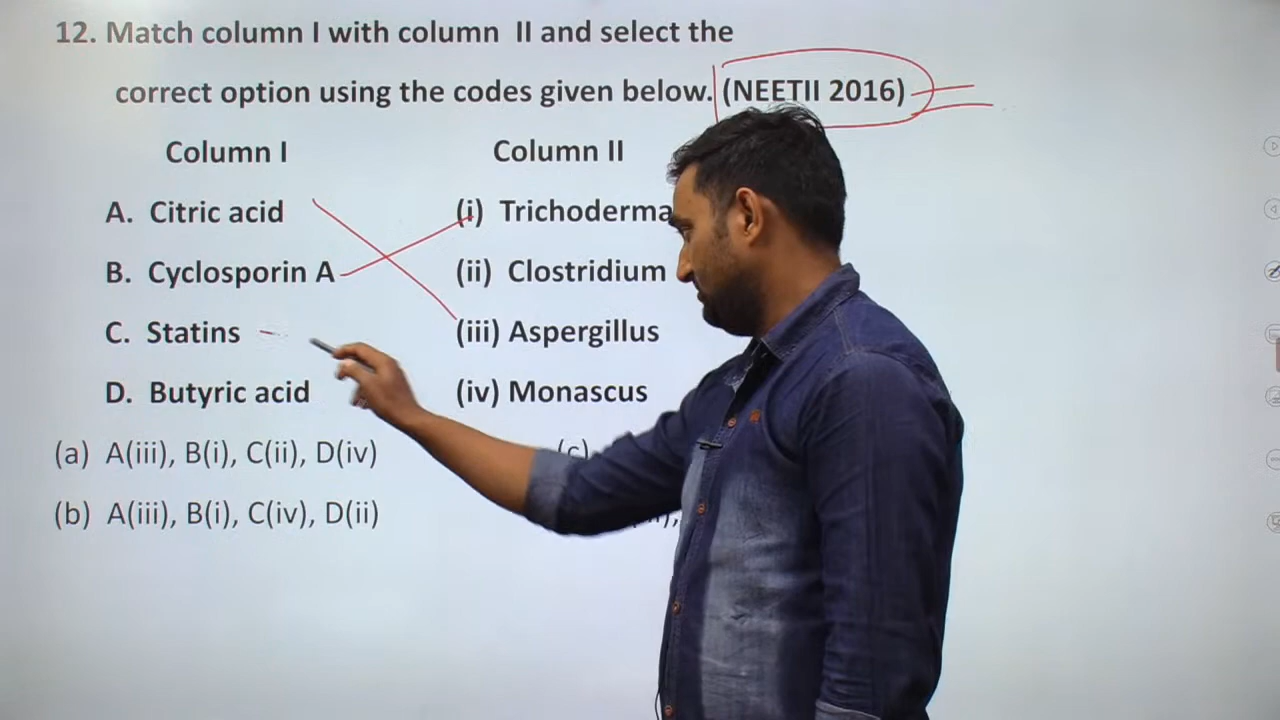 12. Match column I with column II and select the
correct option using the codes given below. (NEETII 2016)
Column I Column II
A. Citric acid (i) Trichoderma
B. Cyclosporin A (ii) Clostridium
C. Statins (iii) Aspergillus
D. Butyric acid (iv) Monascus
(a) A(iii), B(i), C(ii), D(iv) (c)
(b) A(iii), B(i), C(iv), D(ii)